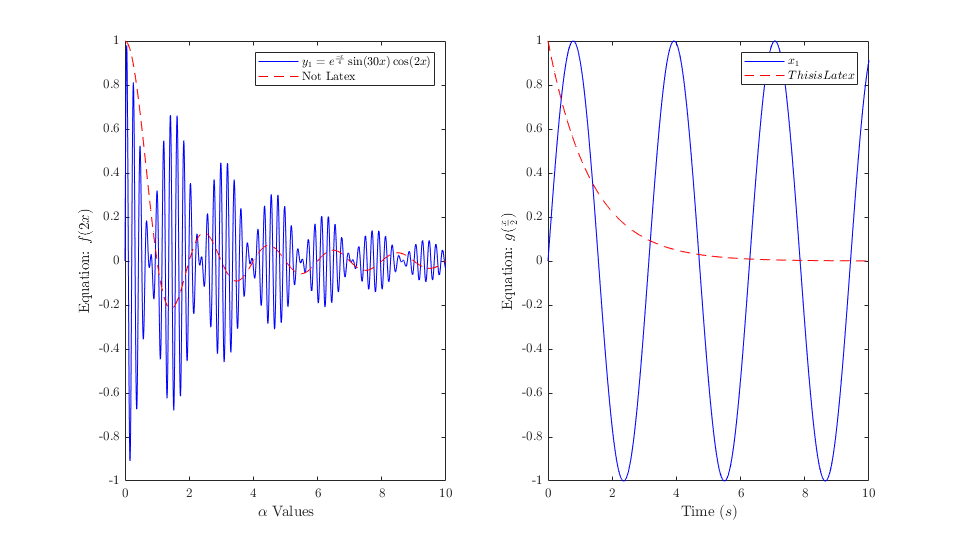 y₁ = e^(-x/4) sin(30x) cos(2x)
Not Latex
1
0.8
0.6
0.4
0.2
0
-0.2
-0.4
-0.6
-0.8
-1
0 2 4 6 8 10
α Values
Equation: f(2x)
x₁
ThisisLatex
1
0.8
0.6
0.4
0.2
0
-0.2
-0.4
-0.6
-0.8
-1
0 2 4 6 8 10
Time (s)
Equation: g(x/2)